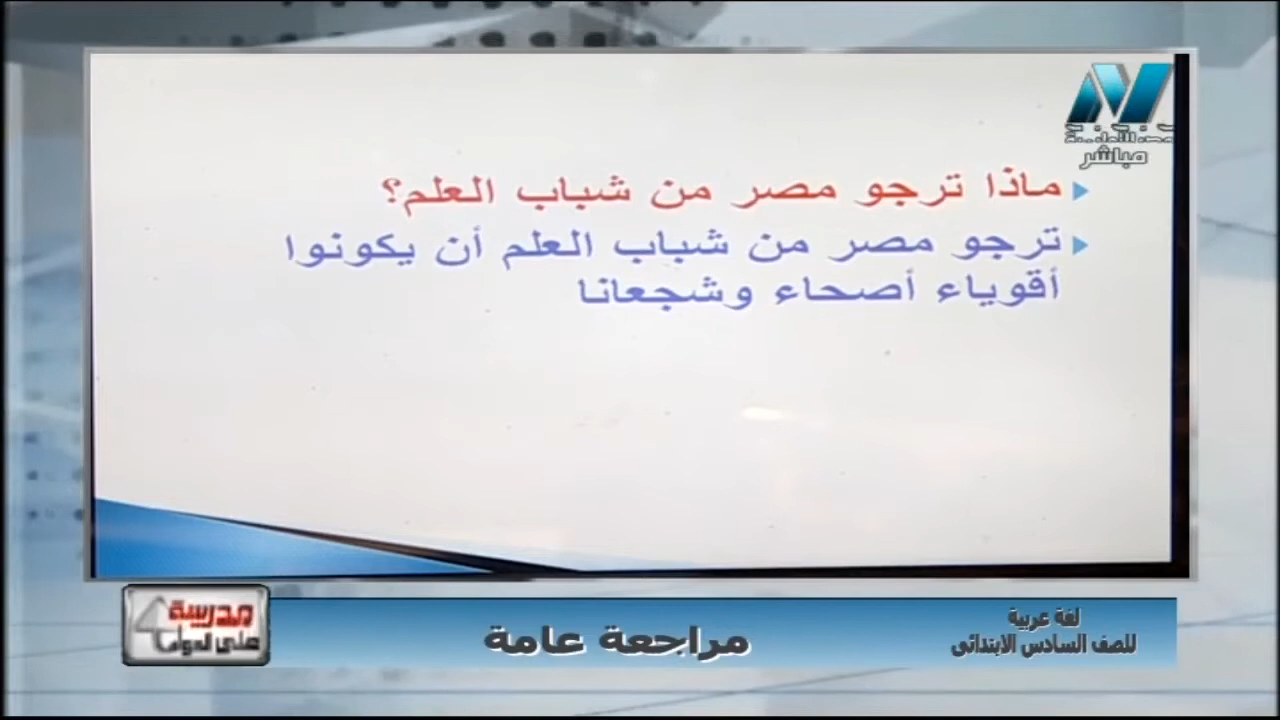 مباشر
ماذا ترجو مصر من شباب العلم؟
ترجو مصر من شباب العلم أن يكونوا
أقوياء أصحاء وشجعانا
لغة عربية
للصف السادس الابتدائى
مراجعة عامة
مدرسة
على الهواء